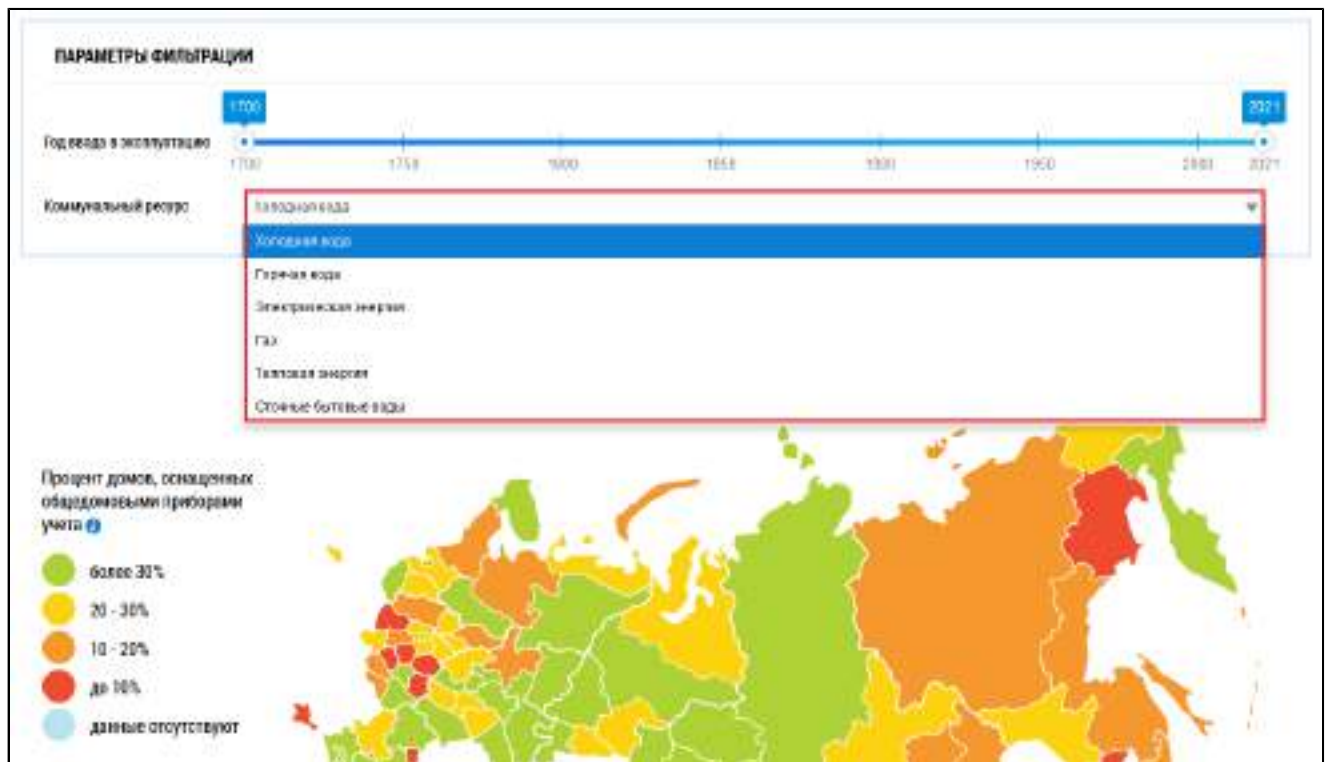 ПАРАМЕТРЫ ФИЛЬТРАЦИИ
1700 2021
Год ввода в эксплуатацию
1700 1750 1800 1850 1900 1950 2000 2021
Коммунальный ресурс
Холодная вода
Холодная вода
Горячая вода
Электрическая энергия
Газ
Тепловая энергия
Сточные бытовые воды
Процент домов, оснащенных
общедомовыми приборами
учета
более 30%
20 - 30%
10 - 20%
до 10%
данные отсутствуют